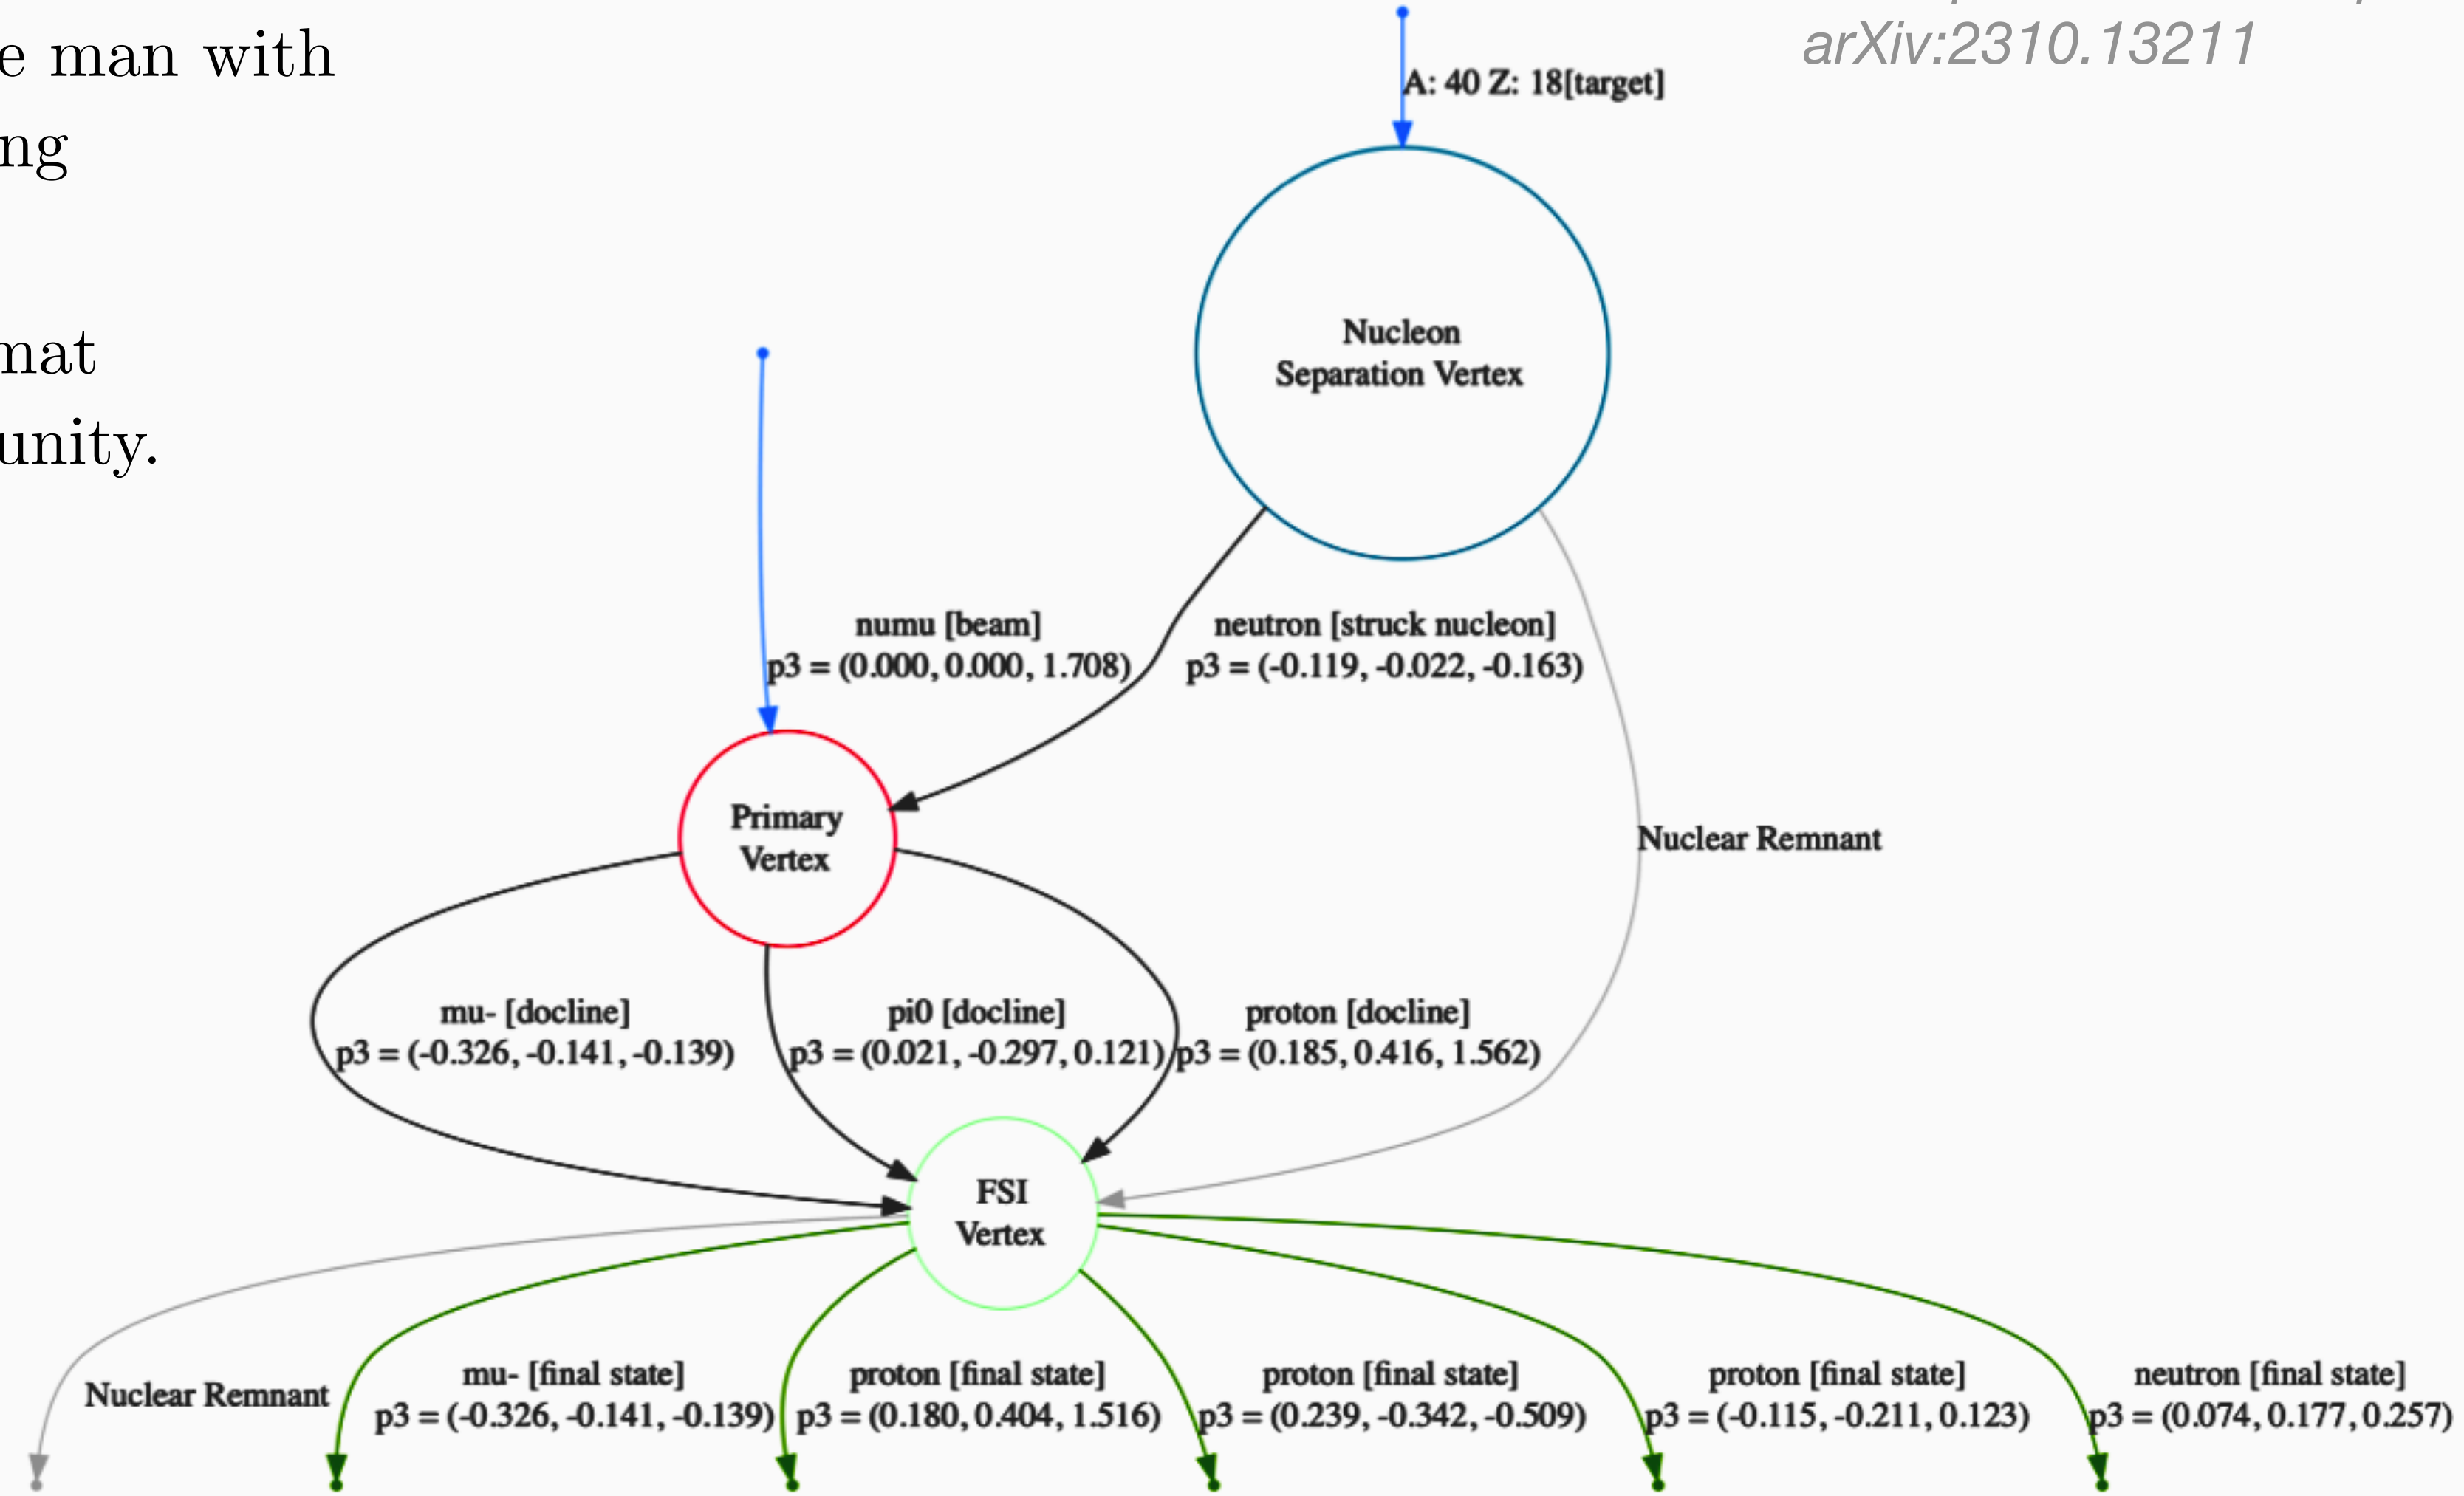 e man with
ng
mat
unity.
arXiv:2310.13211
A: 40 Z: 18[target]
Nucleon
Separation Vertex
numu [beam]
p3 = (0.000, 0.000, 1.708)
neutron [struck nucleon]
p3 = (-0.119, -0.022, -0.163)
Primary
Vertex
Nuclear Remnant
mu- [docline]
p3 = (-0.326, -0.141, -0.139)
pi0 [docline]
p3 = (0.021, -0.297, 0.121)
proton [docline]
p3 = (0.185, 0.416, 1.562)
FSI
Vertex
Nuclear Remnant
mu- [final state]
p3 = (-0.326, -0.141, -0.139)
proton [final state]
p3 = (0.180, 0.404, 1.516)
proton [final state]
p3 = (0.239, -0.342, -0.509)
proton [final state]
p3 = (-0.115, -0.211, 0.123)
neutron [final state]
p3 = (0.074, 0.177, 0.257)